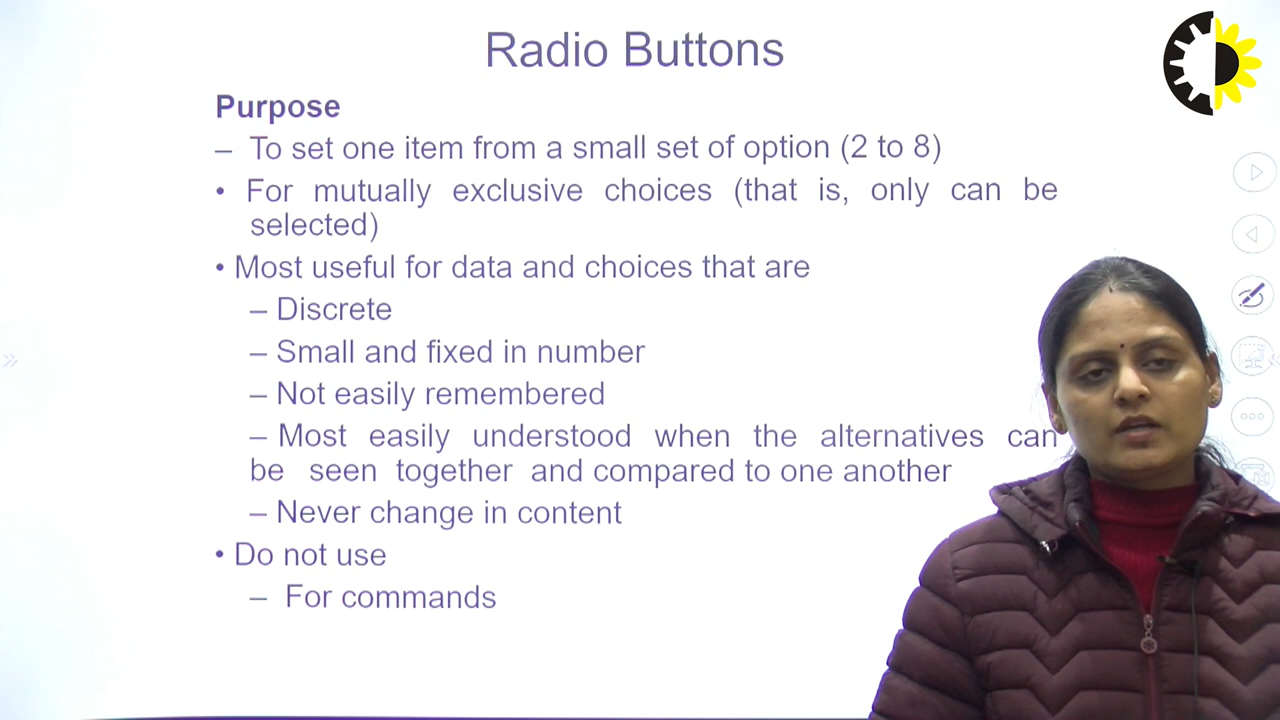 Radio Buttons
Purpose
– To set one item from a small set of option (2 to 8)
• For mutually exclusive choices (that is, only can be
selected)
• Most useful for data and choices that are
– Discrete
– Small and fixed in number
– Not easily remembered
– Most easily understood when the alternatives can
be seen together and compared to one another
– Never change in content
• Do not use
– For commands